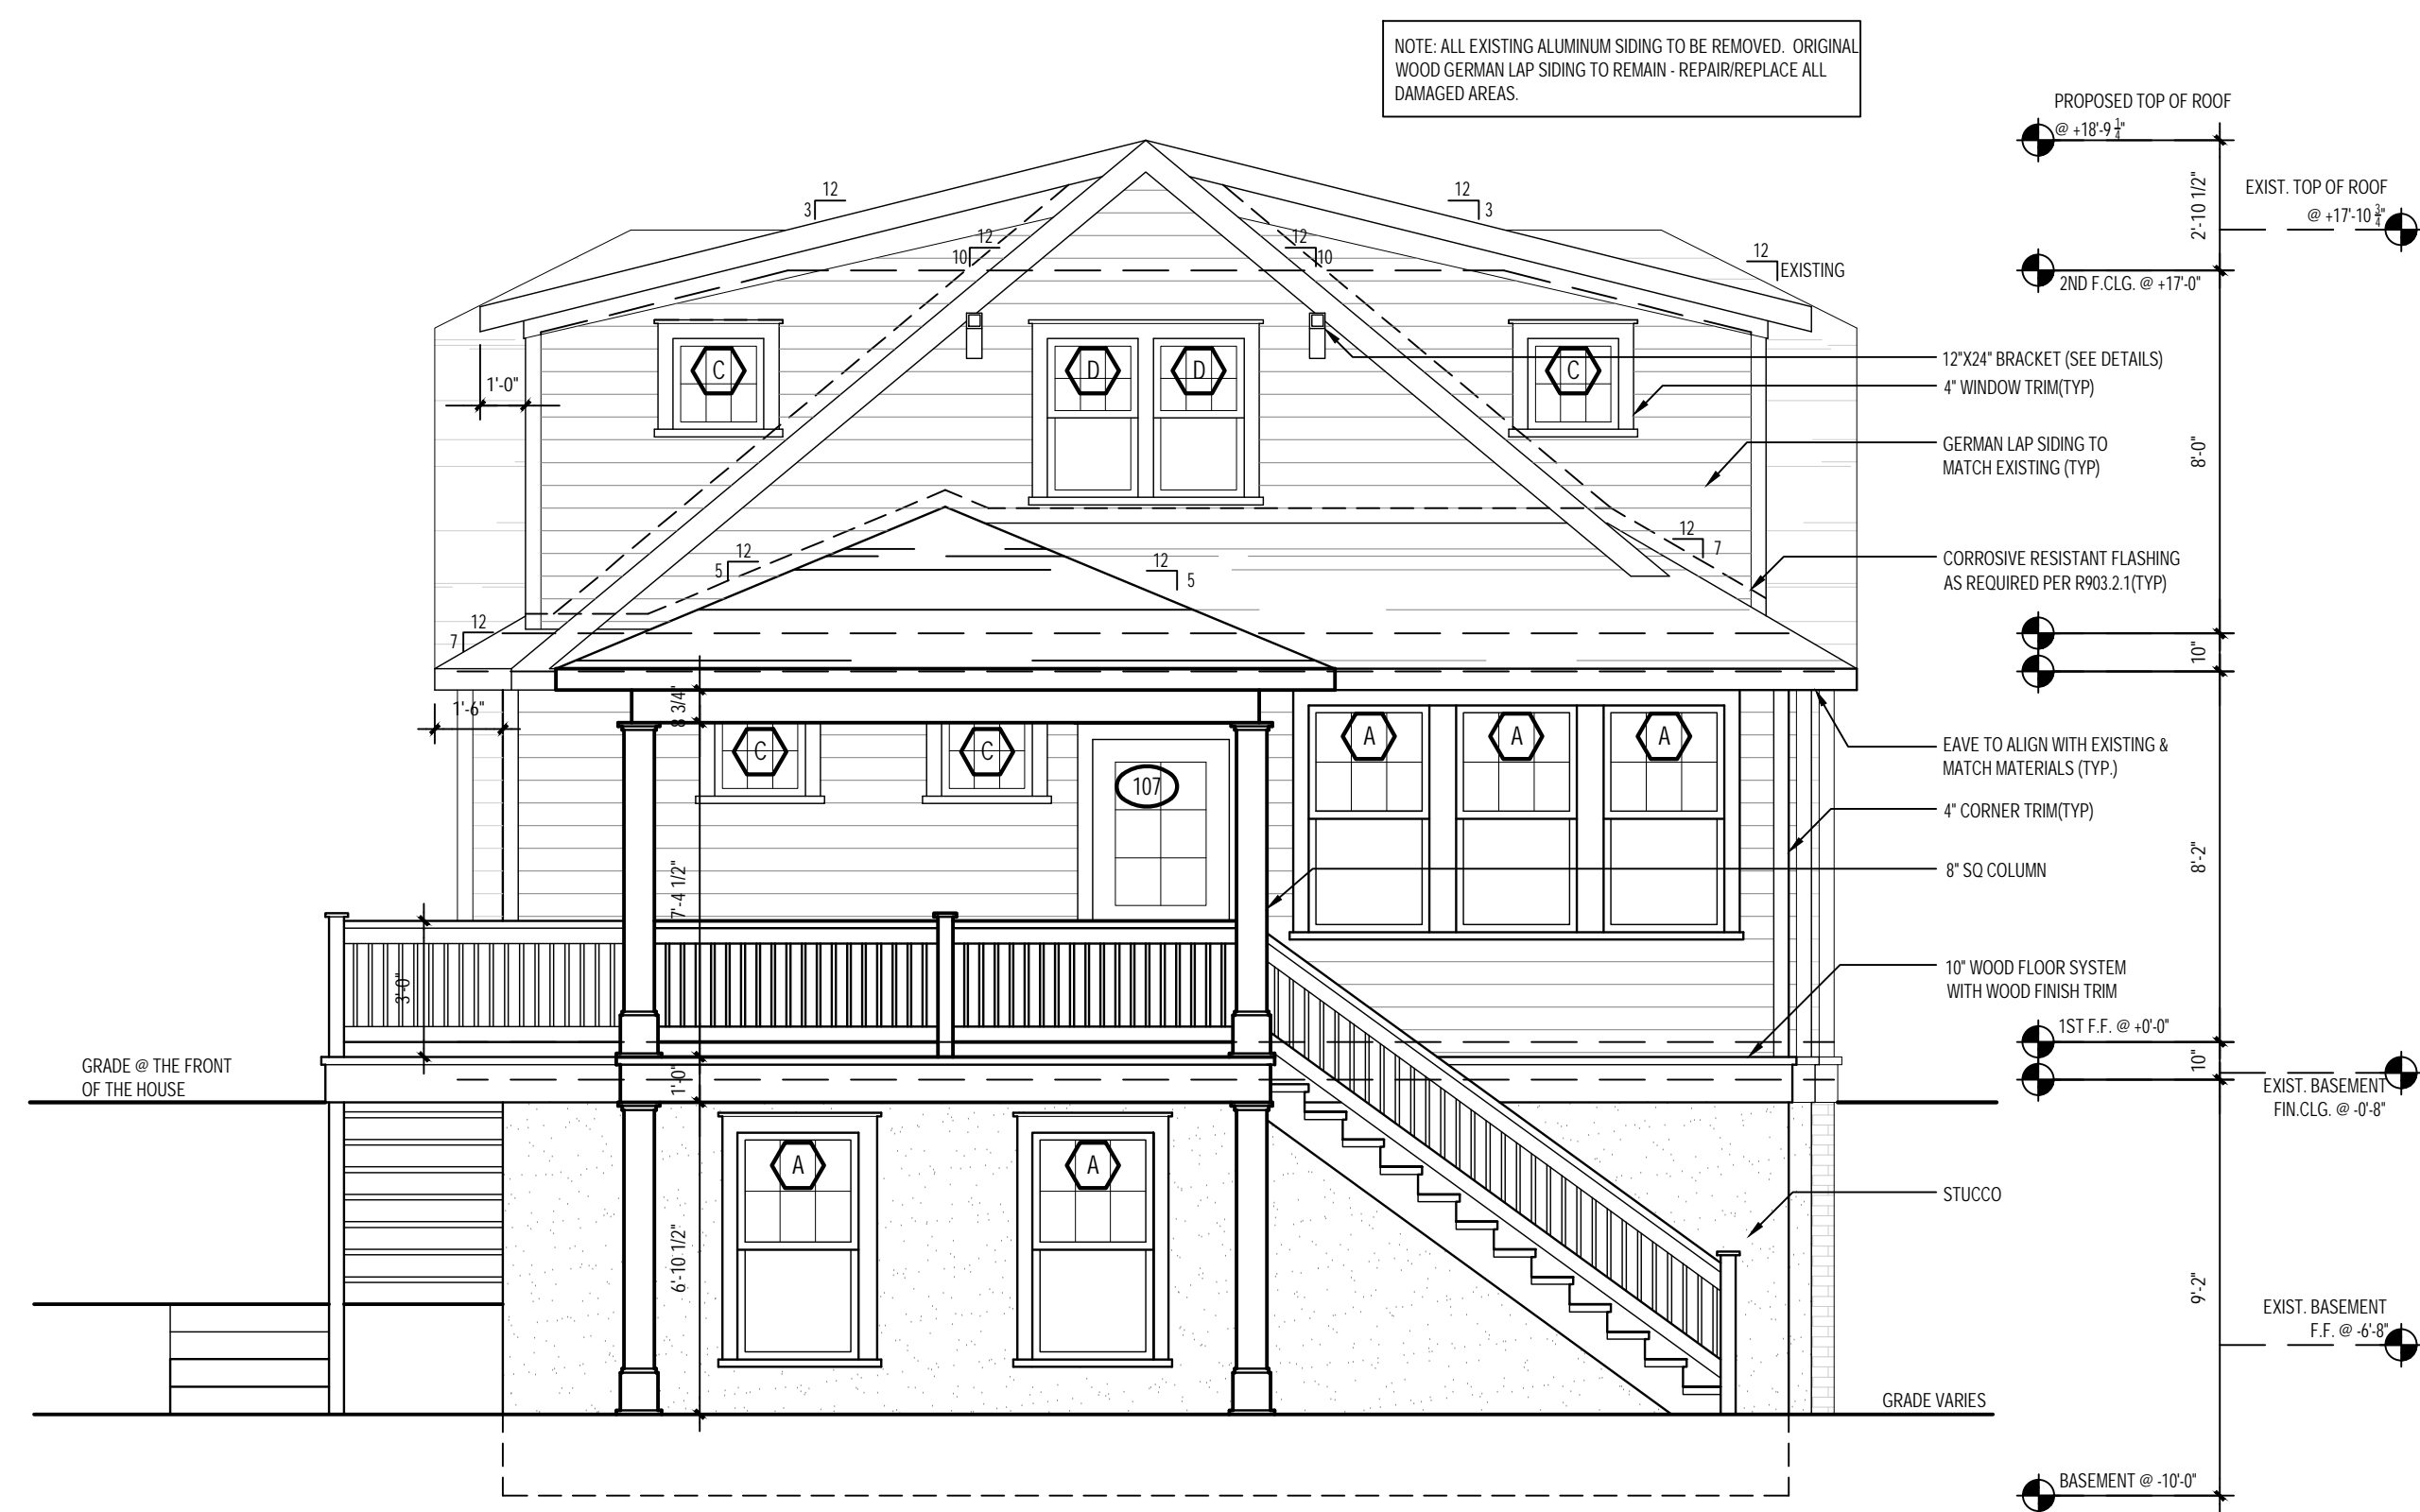 NOTE: ALL EXISTING ALUMINUM SIDING TO BE REMOVED. ORIGINAL
WOOD GERMAN LAP SIDING TO REMAIN - REPAIR/REPLACE ALL
DAMAGED AREAS.
PROPOSED TOP OF ROOF
@ +18'-9 1/4"
EXIST. TOP OF ROOF
@ +17'-10 3/4"
2'-10 1/2"
2ND F.CLG. @ +17'-0"
12
3
12
3
12
10
12
10
12
EXISTING
C
D
D
C
1'-0"
12"X24" BRACKET (SEE DETAILS)
4" WINDOW TRIM(TYP)
GERMAN LAP SIDING TO
MATCH EXISTING (TYP)
8'-0"
12
5
12
5
12
7
12
7
CORROSIVE RESISTANT FLASHING
AS REQUIRED PER R903.2.1(TYP)
10"
1'-6"
8 3/4"
C
C
107
A
A
A
EAVE TO ALIGN WITH EXISTING &
MATCH MATERIALS (TYP.)
4" CORNER TRIM(TYP)
8'-2"
8" SQ COLUMN
7'-4 1/2"
3'-0"
10" WOOD FLOOR SYSTEM
WITH WOOD FINISH TRIM
1ST F.F. @ +0'-0"
10"
GRADE @ THE FRONT
OF THE HOUSE
1'-0"
EXIST. BASEMENT
FIN.CLG. @ -0'-8"
A
A
STUCCO
6'-10 1/2"
9'-2"
EXIST. BASEMENT
F.F. @ -6'-8"
GRADE VARIES
BASEMENT @ -10'-0"